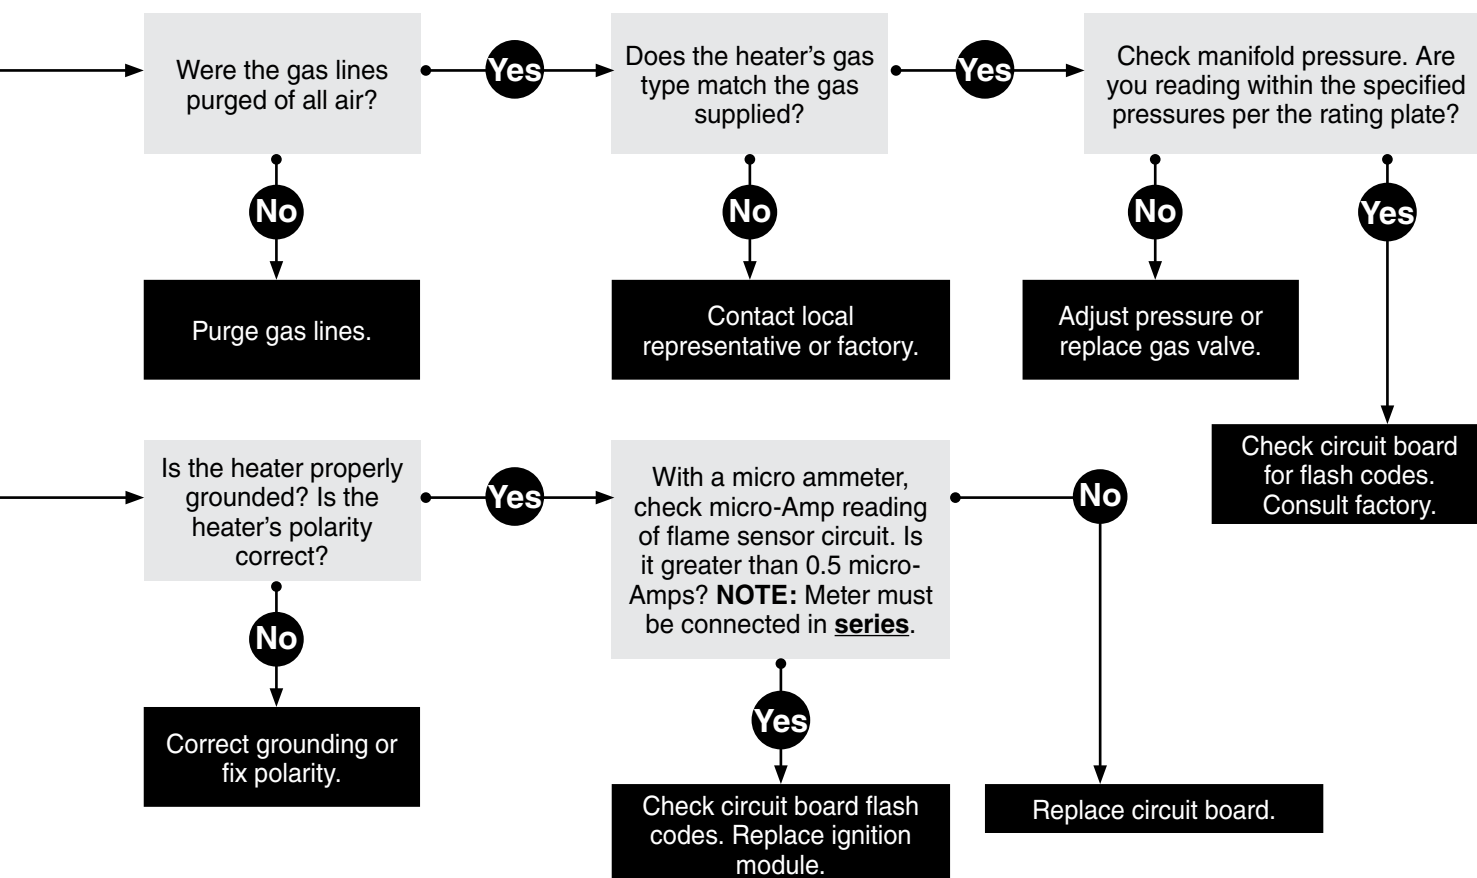 Were the gas lines
purged of all air?
Yes
Does the heater’s gas
type match the gas
supplied?
Yes
Check manifold pressure. Are
you reading within the specified
pressures per the rating plate?
No
No
No
Yes
Purge gas lines.
Contact local
representative or factory.
Adjust pressure or
replace gas valve.
Check circuit board
for flash codes.
Consult factory.
Is the heater properly
grounded? Is the
heater’s polarity
correct?
Yes
With a micro ammeter,
check micro-Amp reading
of flame sensor circuit. Is
it greater than 0.5 micro-
Amps? NOTE: Meter must
be connected in series.
No
No
Yes
Correct grounding or
fix polarity.
Check circuit board flash
codes. Replace ignition
module.
Replace circuit board.